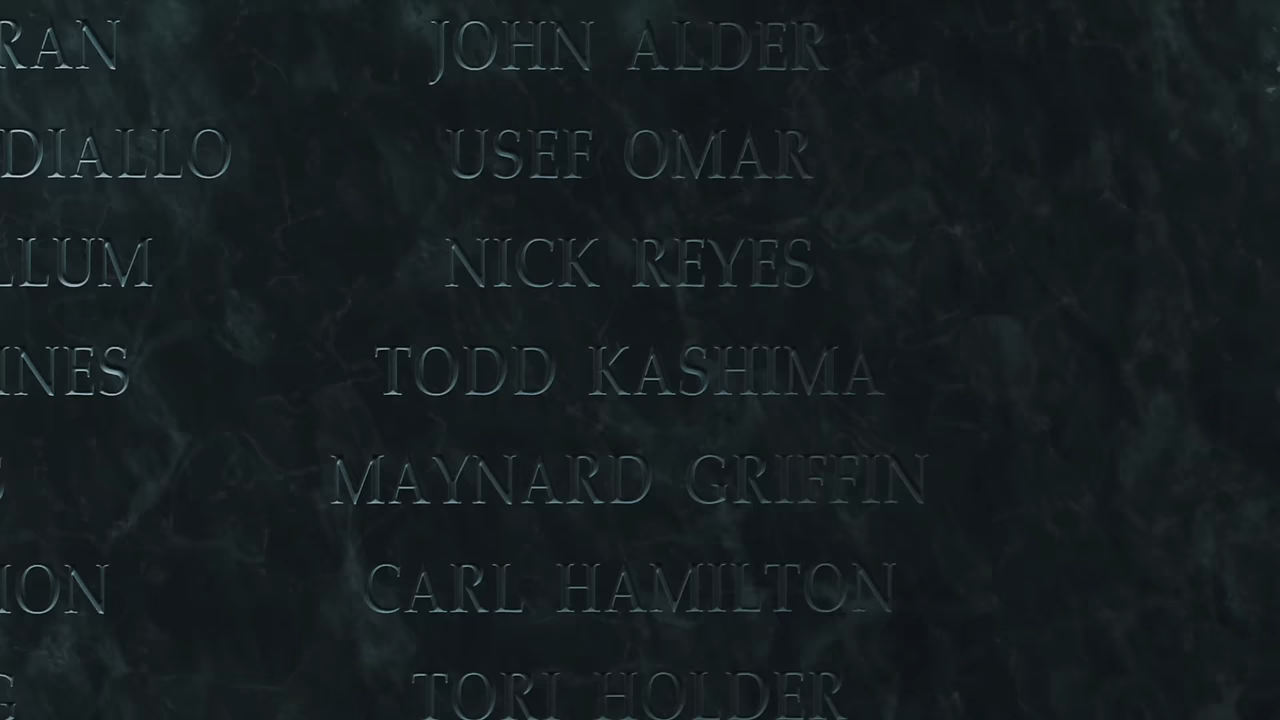 RAN JOHN ALDER
DIALLO USEF OMAR
LLUM NICK REYES
INES TODD KASHIMA
MAYNARD GRIFFIN
ION CARL HAMILTON
G TORI HOLDER